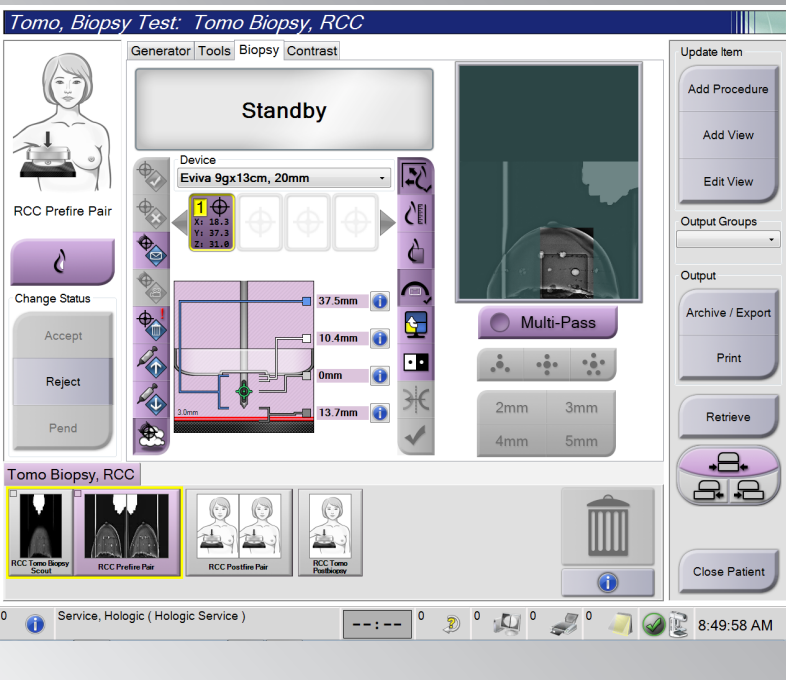 Tomo, Biopsy Test: Tomo Biopsy, RCC
Generator Tools Biopsy Contrast
Standby
Device
Eviva 9gx13cm, 20mm
1
X: 18.3
Y: 37.3
Z: 31.0
37.5mm
10.4mm
0mm
13.7mm
3.0mm
RCC Prefire Pair
Change Status
Accept
Reject
Pend
Multi-Pass
2mm 3mm
4mm 5mm
Update Item
Add Procedure
Add View
Edit View
Output Groups
Output
Archive / Export
Print
Retrieve
Close Patient
Tomo Biopsy, RCC
RCC Tomo Biopsy
Scout
RCC Prefire Pair
RCC Postfire Pair
RCC Tomo
Postbiopsy
0 Service, Hologic ( Hologic Service ) --:-- 0 0 0 0 8:49:58 AM